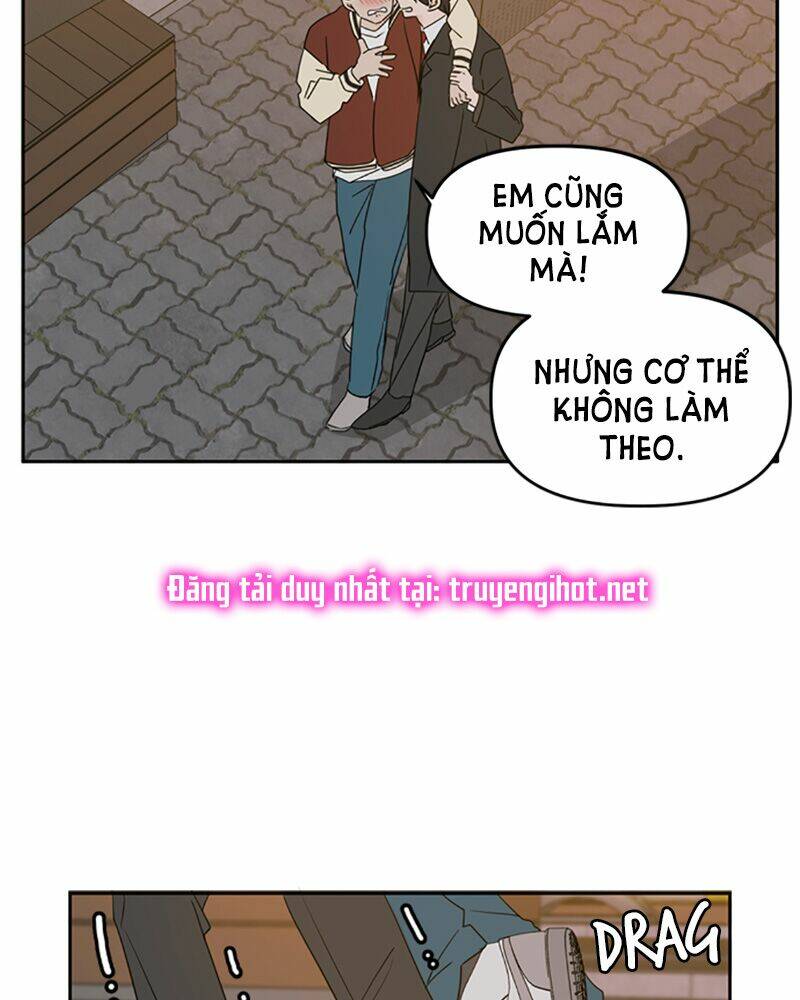 EM CŨNG
MUỐN LẮM
MÀ!
NHƯNG CƠ THỂ
KHÔNG LÀM
THEO.
Đăng tải duy nhất tại: truyengihot.net
DRAG